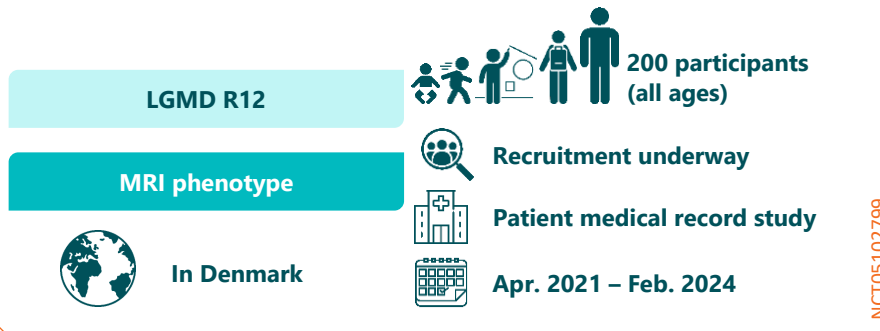 LGMD R12
MRI phenotype
In Denmark
200 participants
(all ages)
Recruitment underway
Patient medical record study
Apr. 2021 – Feb. 2024
NCT05102799